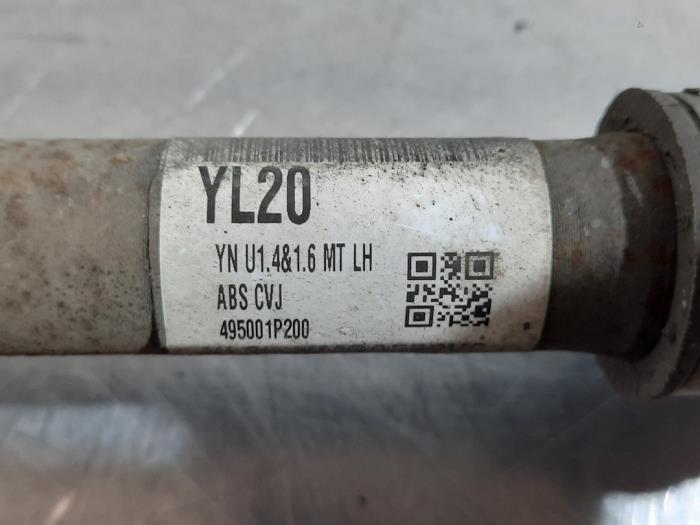 YL20
YN U1.4&1.6 MT LH
ABS CVJ
495001P200